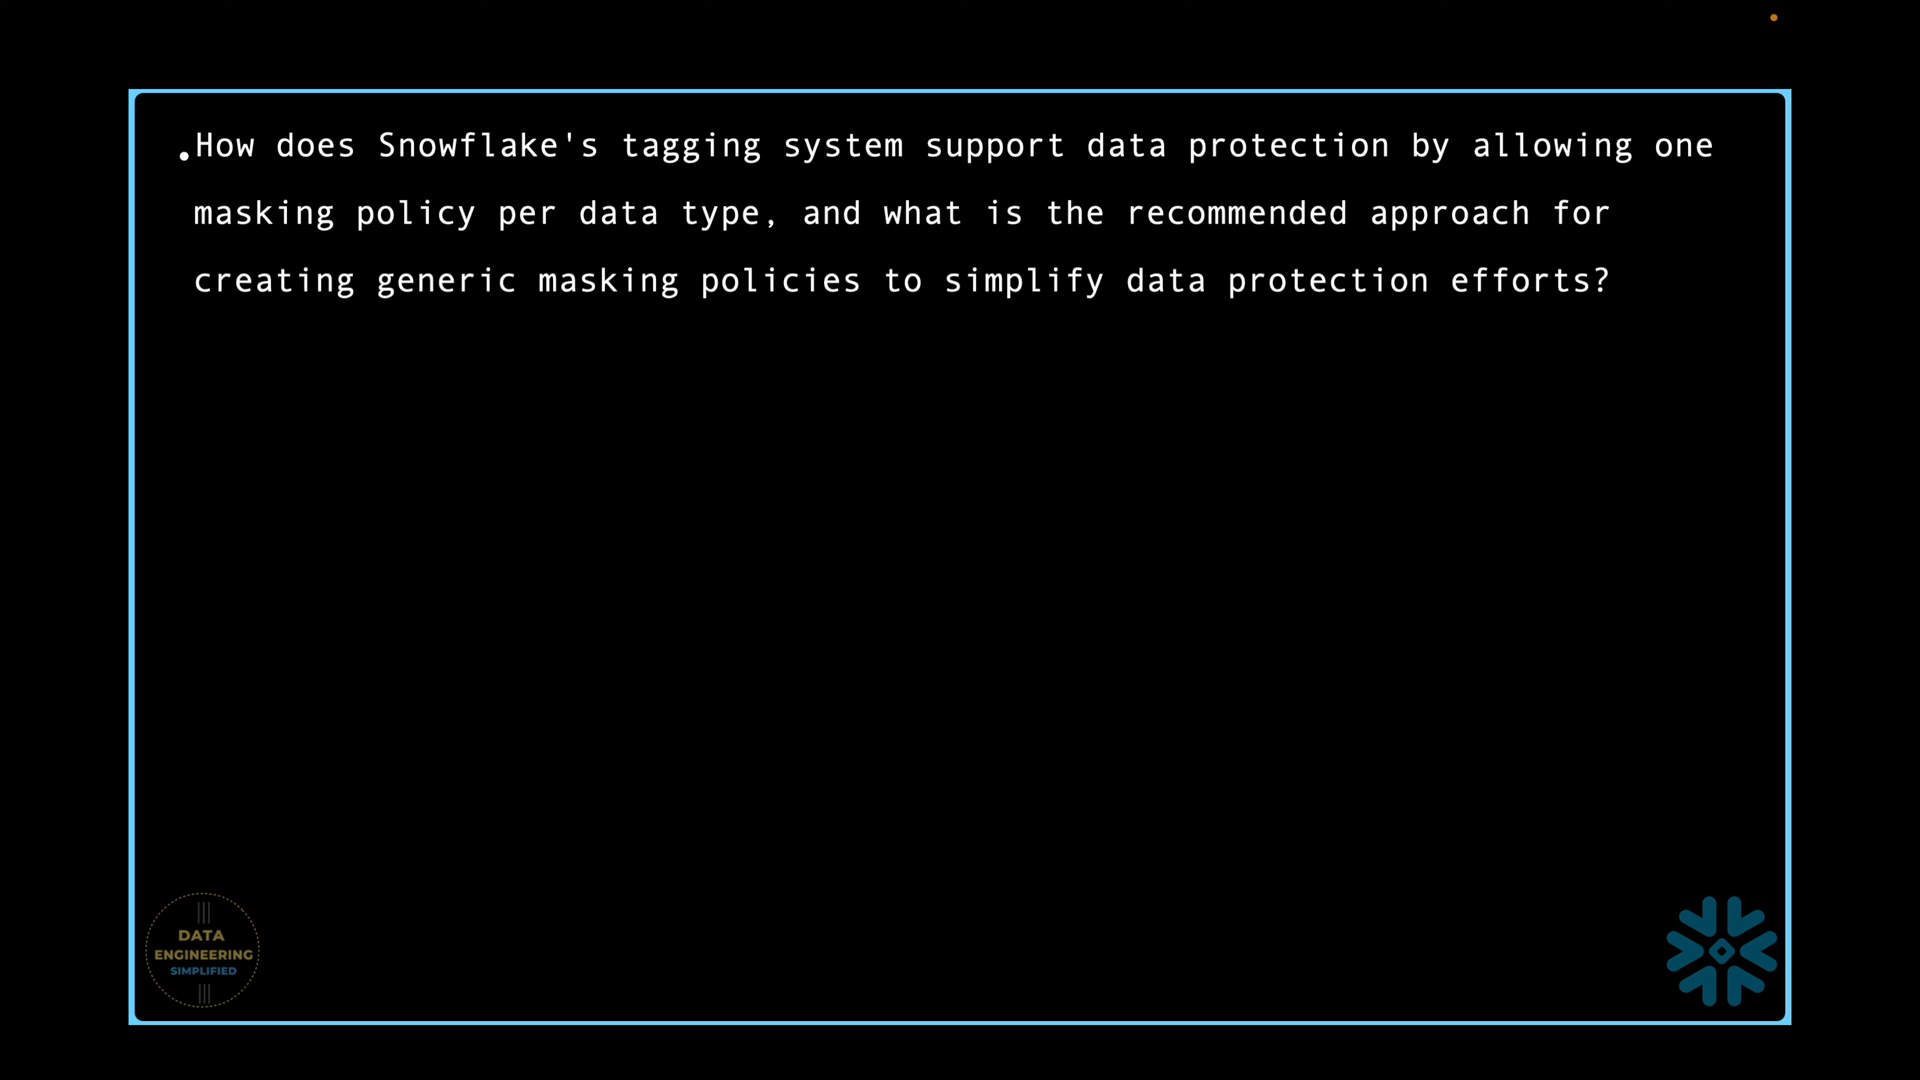 •How does Snowflake's tagging system support data protection by allowing one
masking policy per data type, and what is the recommended approach for
creating generic masking policies to simplify data protection efforts?
DATA
ENGINEERING
SIMPLIFIED